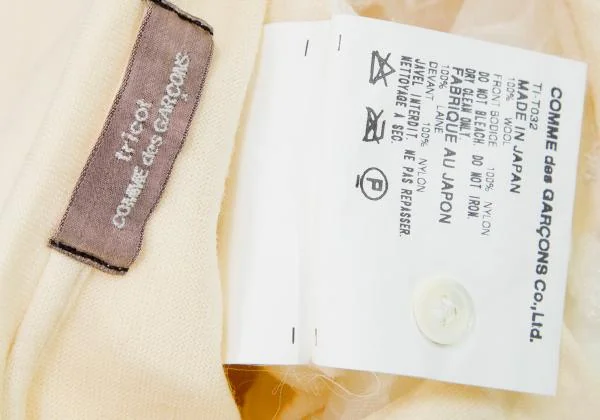 tricot
COMME des GARÇONS
COMME des GARÇONS Co.,Ltd.
TI-T032
MADE IN JAPAN
100% WOOL
FRONT BODICE 100% NYLON
DO NOT BLEACH. DO NOT IRON.
DRY CLEAN ONLY.
FABRIQUE AU JAPON
100% LAINE
DEVANT 100% NYLON
JAVEL INTERDIT NE PAS REPASSER.
NETTOYAGE A SEC.
P